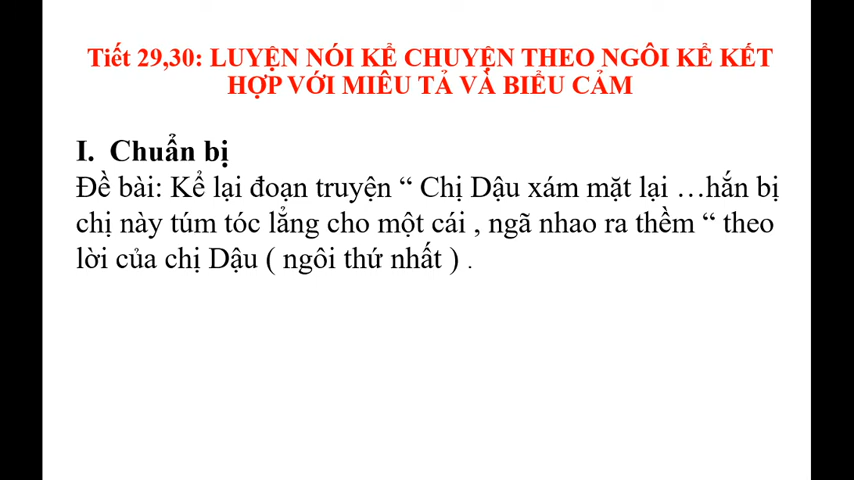 Tiết 29,30: LUYỆN NÓI KỂ CHUYỆN THEO NGÔI KỂ KẾT
HỢP VỚI MIÊU TẢ VÀ BIỂU CẢM
I. Chuẩn bị
Đề bài: Kể lại đoạn truyện “ Chị Dậu xám mặt lại …hắn bị
chị này túm tóc lẳng cho một cái , ngã nhao ra thềm “ theo
lời của chị Dậu ( ngôi thứ nhất ) .